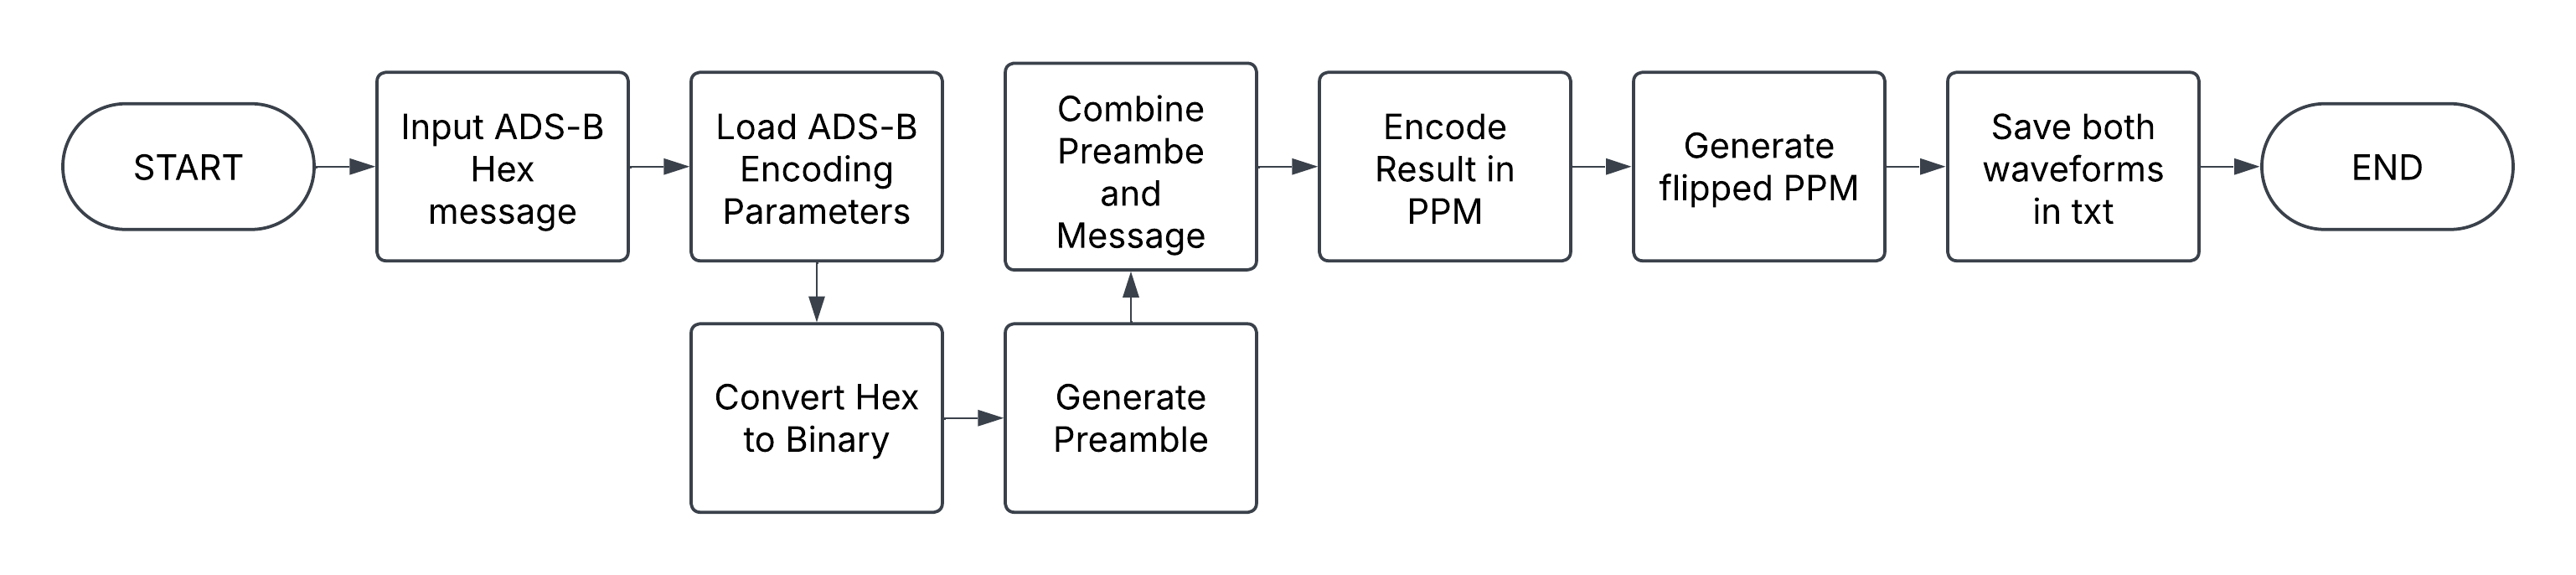 START
Input ADS-B
Hex
message
Load ADS-B
Encoding
Parameters
Convert Hex
to Binary
Generate
Preamble
Combine
Preambe
and
Message
Encode
Result in
PPM
Generate
flipped PPM
Save both
waveforms
in txt
END